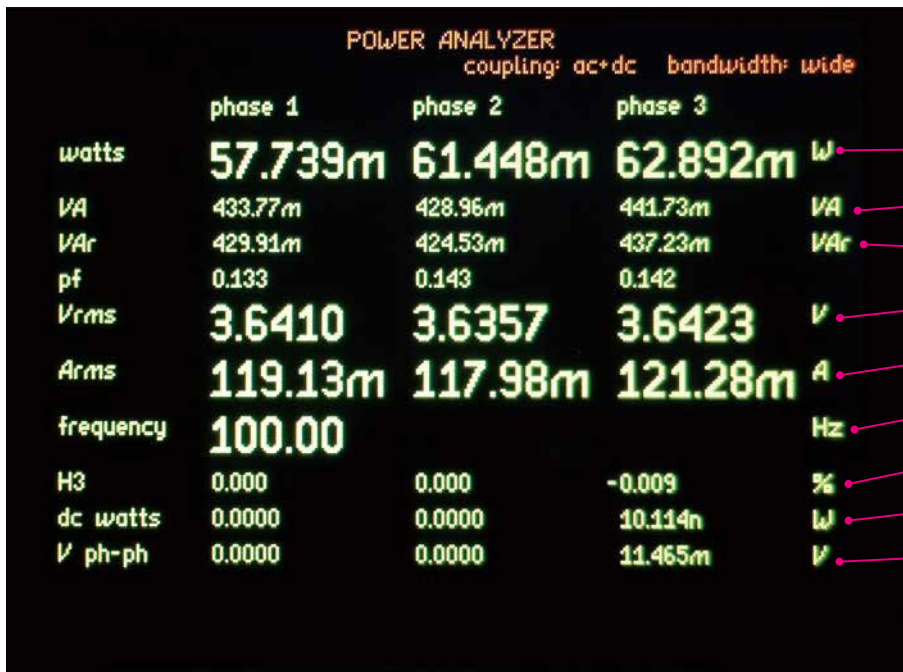 POWER ANALYZER
coupling: ac+dc bandwidth: wide
phase 1 phase 2 phase 3
watts 57.739m 61.448m 62.892m W
VA 433.77m 428.96m 441.73m VA
VAr 429.91m 424.53m 437.23m VAr
pf 0.133 0.143 0.142
Vrms 3.6410 3.6357 3.6423 V
Arms 119.13m 117.98m 121.28m A
frequency 100.00 Hz
H3 0.000 0.000 -0.009 %
dc watts 0.0000 0.0000 10.114n W
V ph-ph 0.0000 0.0000 11.465m V